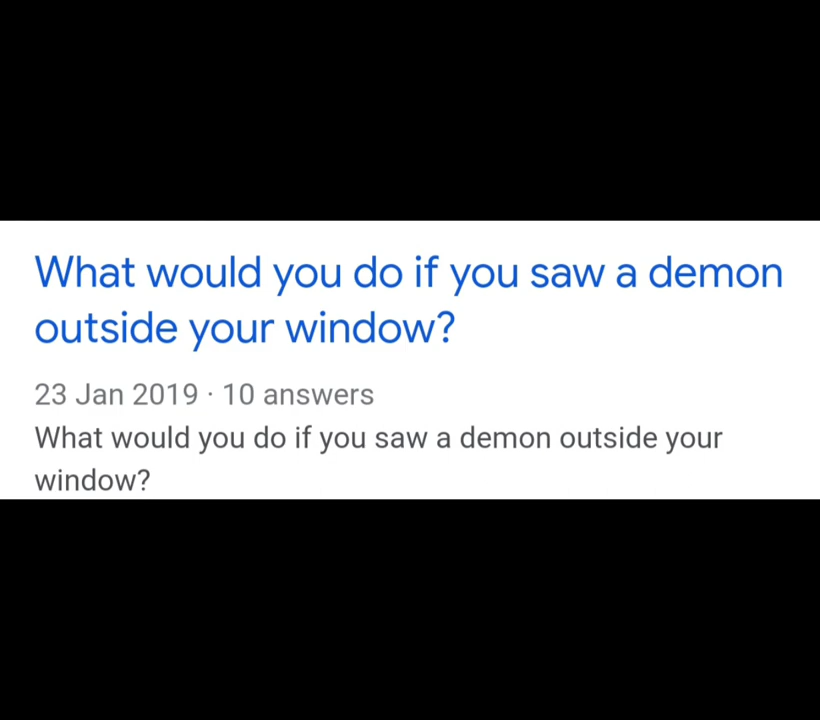 What would you do if you saw a demon
outside your window?
23 Jan 2019 · 10 answers
What would you do if you saw a demon outside your
window?